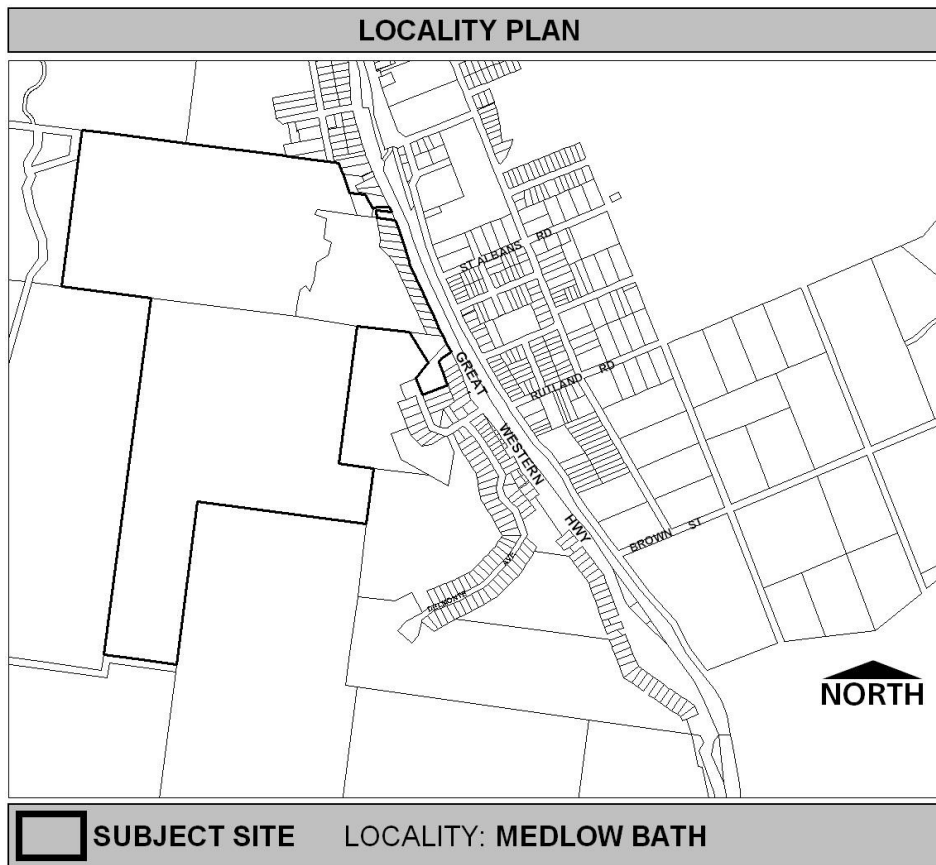 LOCALITY PLAN
ST ALBANS RD
GREAT WESTERN HWY
RUTLAND RD
BROWN ST
BELMONTE AVE
NORTH
SUBJECT SITE LOCALITY: MEDLOW BATH